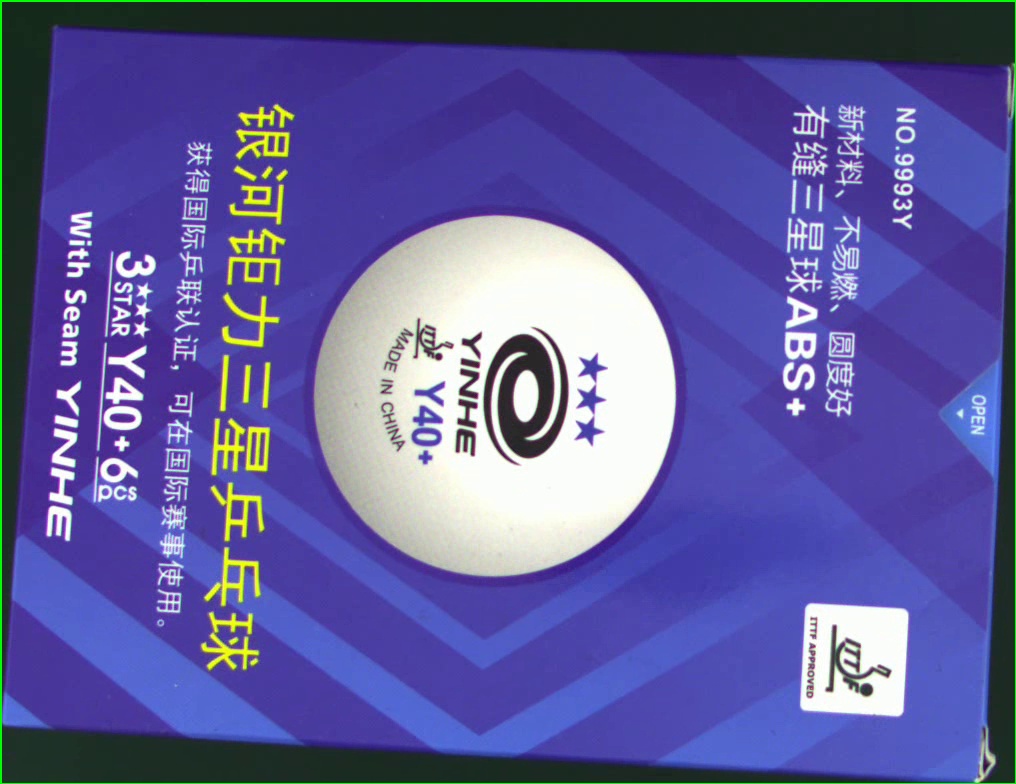 NO.9993Y
新材料、不易燃、圆度好
有缝三星球ABS+
OPEN
ITTF
ITTF APPROVED
★★★
YINHE
Y40+
ITTF
MADE IN CHINA
银河钜力三星乒乓球
获得国际乒联认证，可在国际赛事使用。
3★★★ STAR Y40+ 6PCS
With Seam YINHE